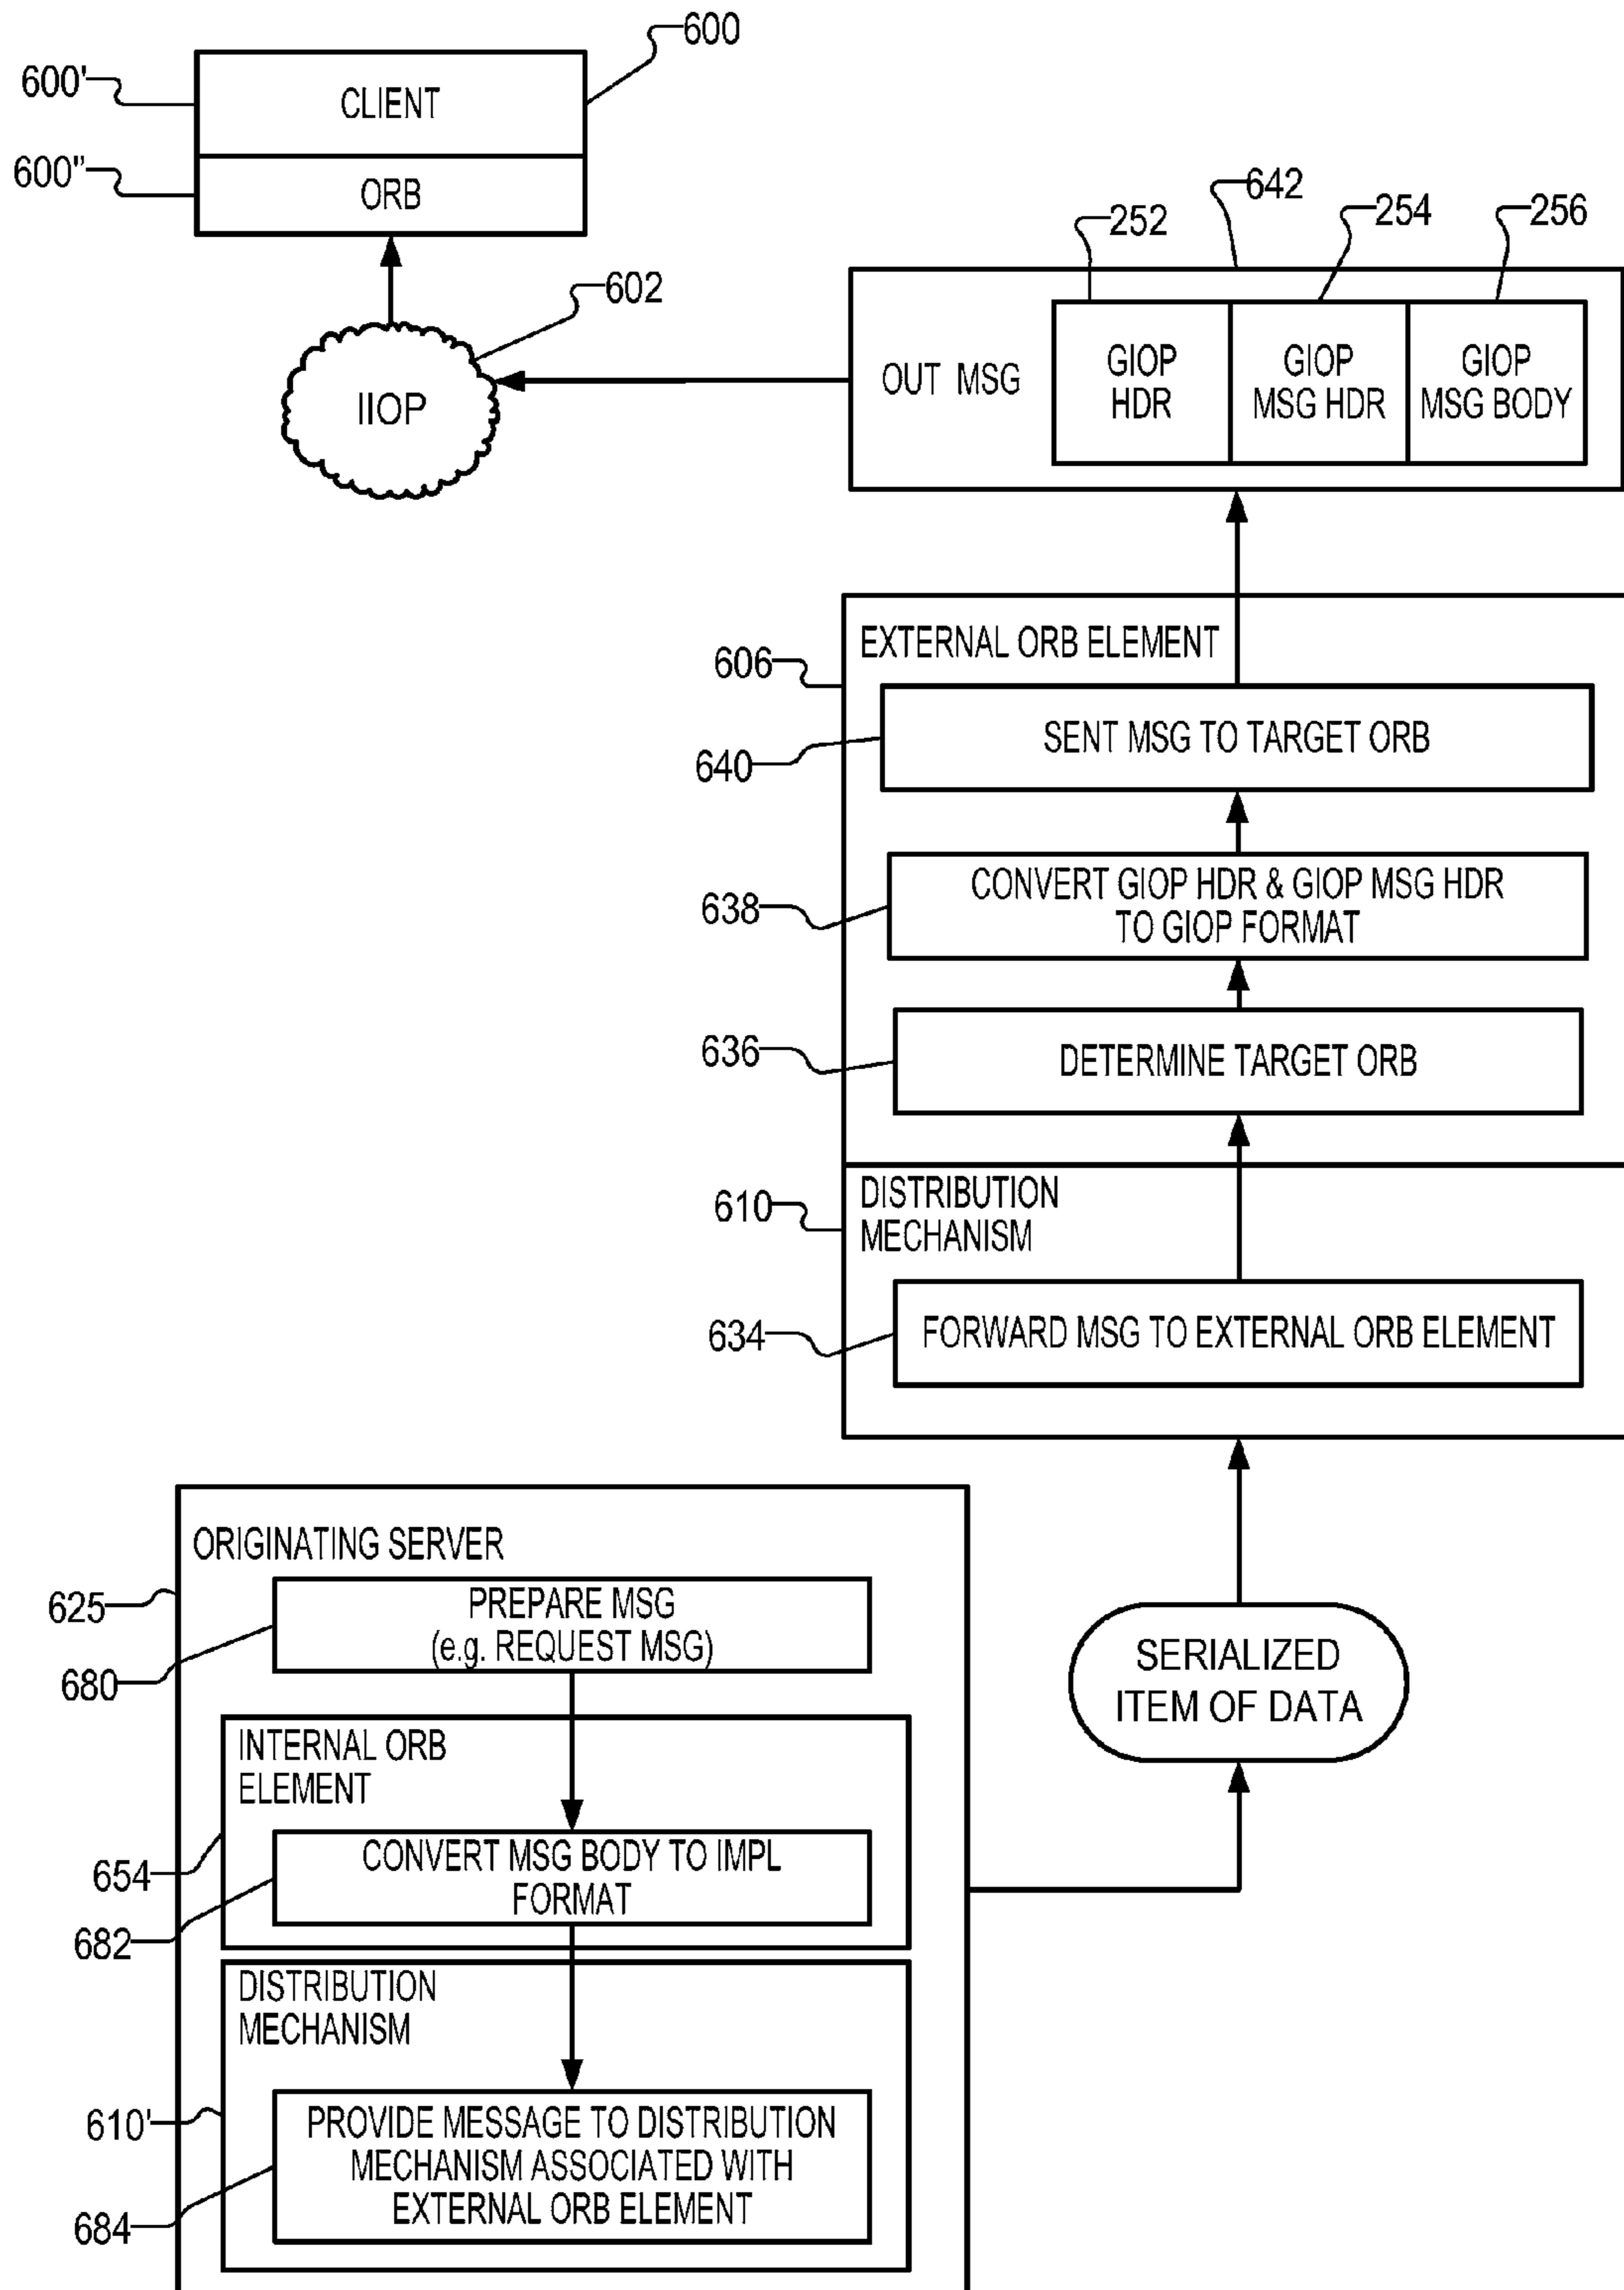 600
600'
CLIENT
600"
ORB
642
252
254
256
602
IIOP
OUT MSG
GIOP
HDR
GIOP
MSG HDR
GIOP
MSG BODY
EXTERNAL ORB ELEMENT
606
SENT MSG TO TARGET ORB
640
CONVERT GIOP HDR & GIOP MSG HDR
TO GIOP FORMAT
638
636
DETERMINE TARGET ORB
610
DISTRIBUTION
MECHANISM
634
FORWARD MSG TO EXTERNAL ORB ELEMENT
ORIGINATING SERVER
625
PREPARE MSG
(e.g. REQUEST MSG)
680
SERIALIZED
ITEM OF DATA
INTERNAL ORB
ELEMENT
654
CONVERT MSG BODY TO IMPL
FORMAT
682
DISTRIBUTION
MECHANISM
610'
PROVIDE MESSAGE TO DISTRIBUTION
MECHANISM ASSOCIATED WITH
EXTERNAL ORB ELEMENT
684